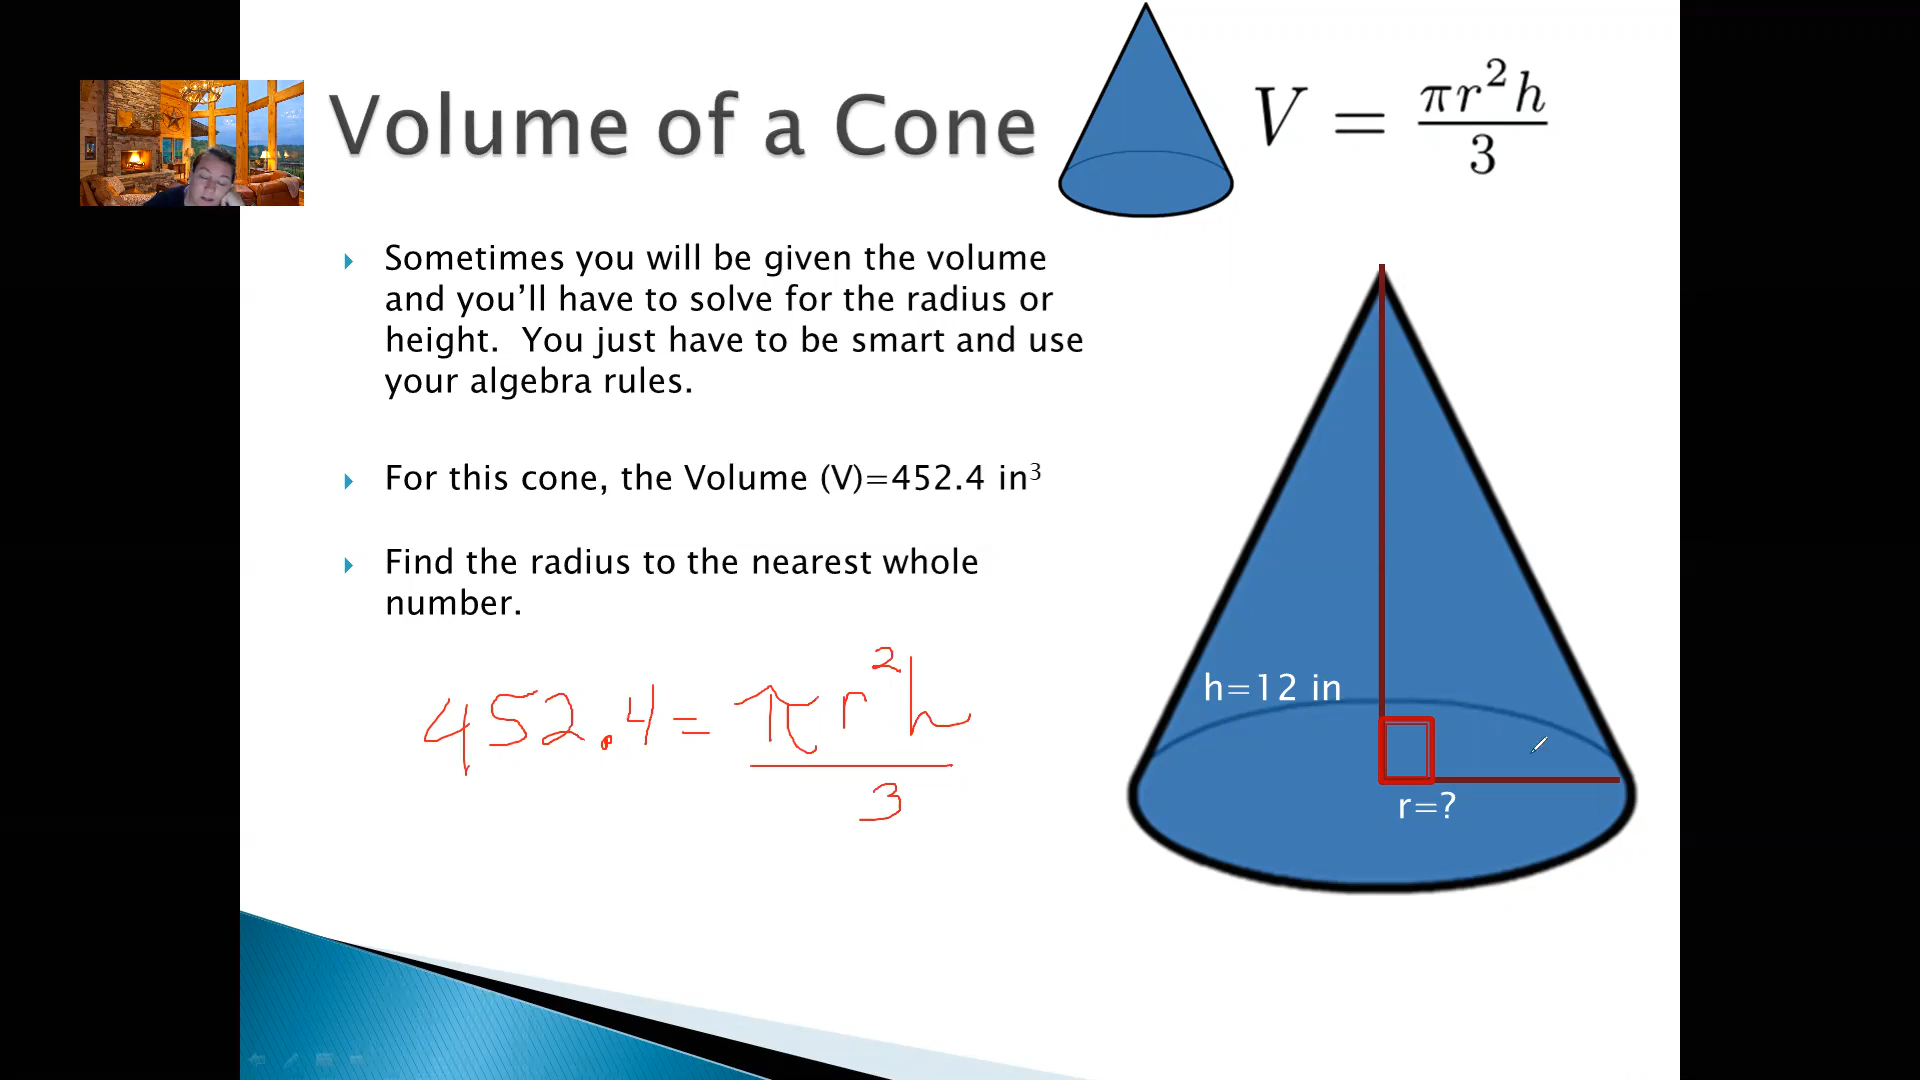 Volume of a Cone
V = πr²h/3
Sometimes you will be given the volume
and you’ll have to solve for the radius or
height.  You just have to be smart and use
your algebra rules.
For this cone, the Volume (V)=452.4 in³
Find the radius to the nearest whole
number.
452.4 = πr²h/3
h=12 in
r=?